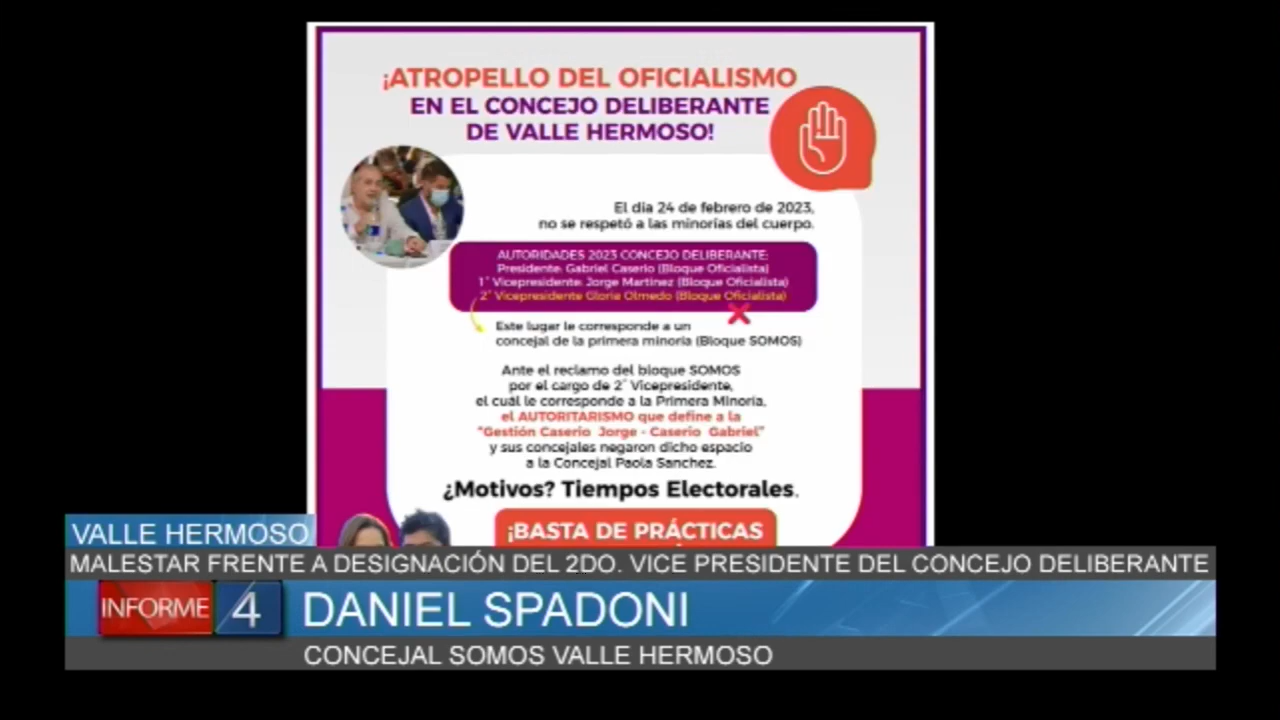 ¡ATROPELLO DEL OFICIALISMO
EN EL CONCEJO DELIBERANTE
DE VALLE HERMOSO!
El día 24 de febrero de 2023,
no se respetó a las minorías del cuerpo.
AUTORIDADES 2023 CONCEJO DELIBERANTE:
Presidente: Gabriel Caserio (Bloque Oficialista)
1° Vicepresidente: Jorge Martinez (Bloque Oficialista)
2° Vicepresidente Gloria Olmedo (Bloque Oficialista)
Este lugar le corresponde a un
concejal de la primera minoría (Bloque SOMOS)
Ante el reclamo del bloque SOMOS
por el cargo de 2° Vicepresidente,
el cuál le corresponde a la Primera Minoría,
el AUTORITARISMO que define a la
"Gestión Caserio Jorge - Caserio Gabriel"
y sus concejales negaron dicho espacio
a la Concejal Paola Sanchez.
¿Motivos? Tiempos Electorales.
¡BASTA DE PRÁCTICAS
VALLE HERMOSO
MALESTAR FRENTE A DESIGNACIÓN DEL 2DO. VICE PRESIDENTE DEL CONCEJO DELIBERANTE
INFORME 4
DANIEL SPADONI
CONCEJAL SOMOS VALLE HERMOSO